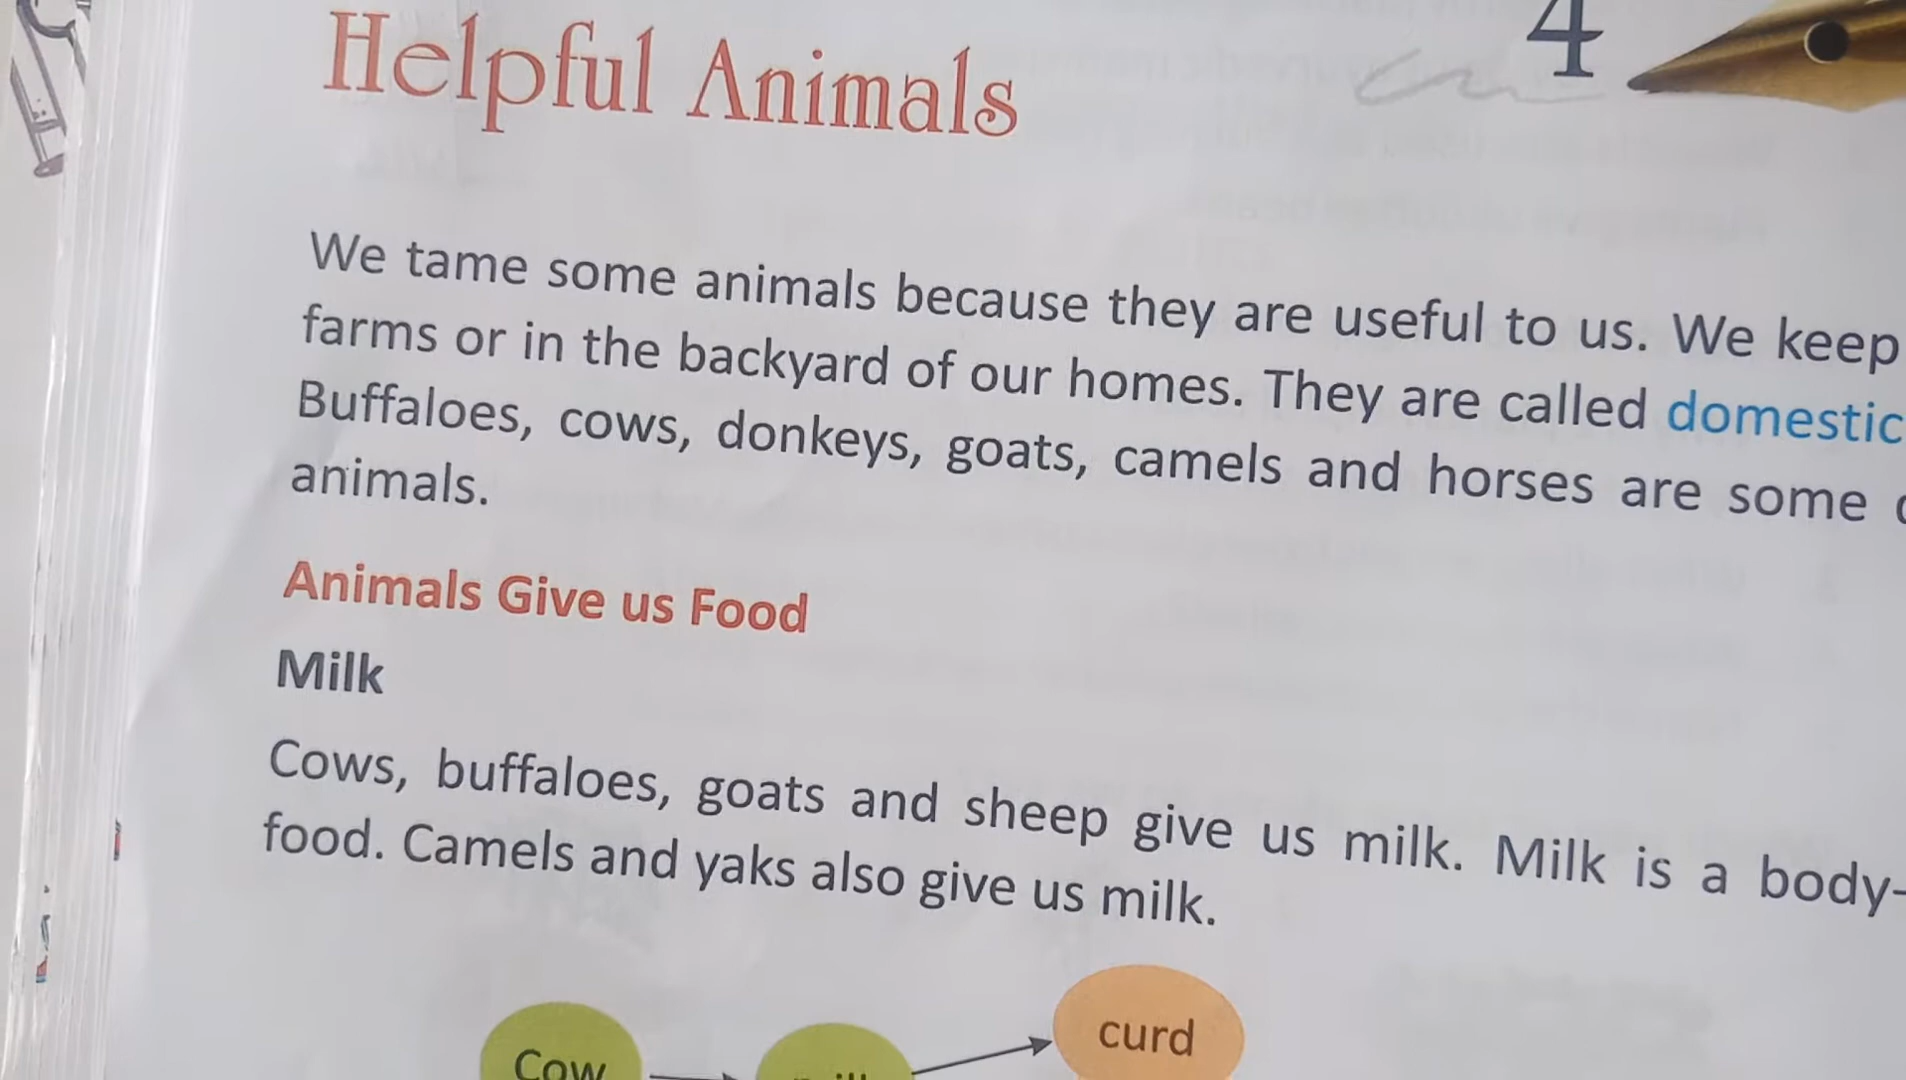 4
Helpful Animals
We tame some animals because they are useful to us. We keep
farms or in the backyard of our homes. They are called domestic
Buffaloes, cows, donkeys, goats, camels and horses are some
animals.
Animals Give us Food
Milk
Cows, buffaloes, goats and sheep give us milk. Milk is a body-
food. Camels and yaks also give us milk.
curd
Cow